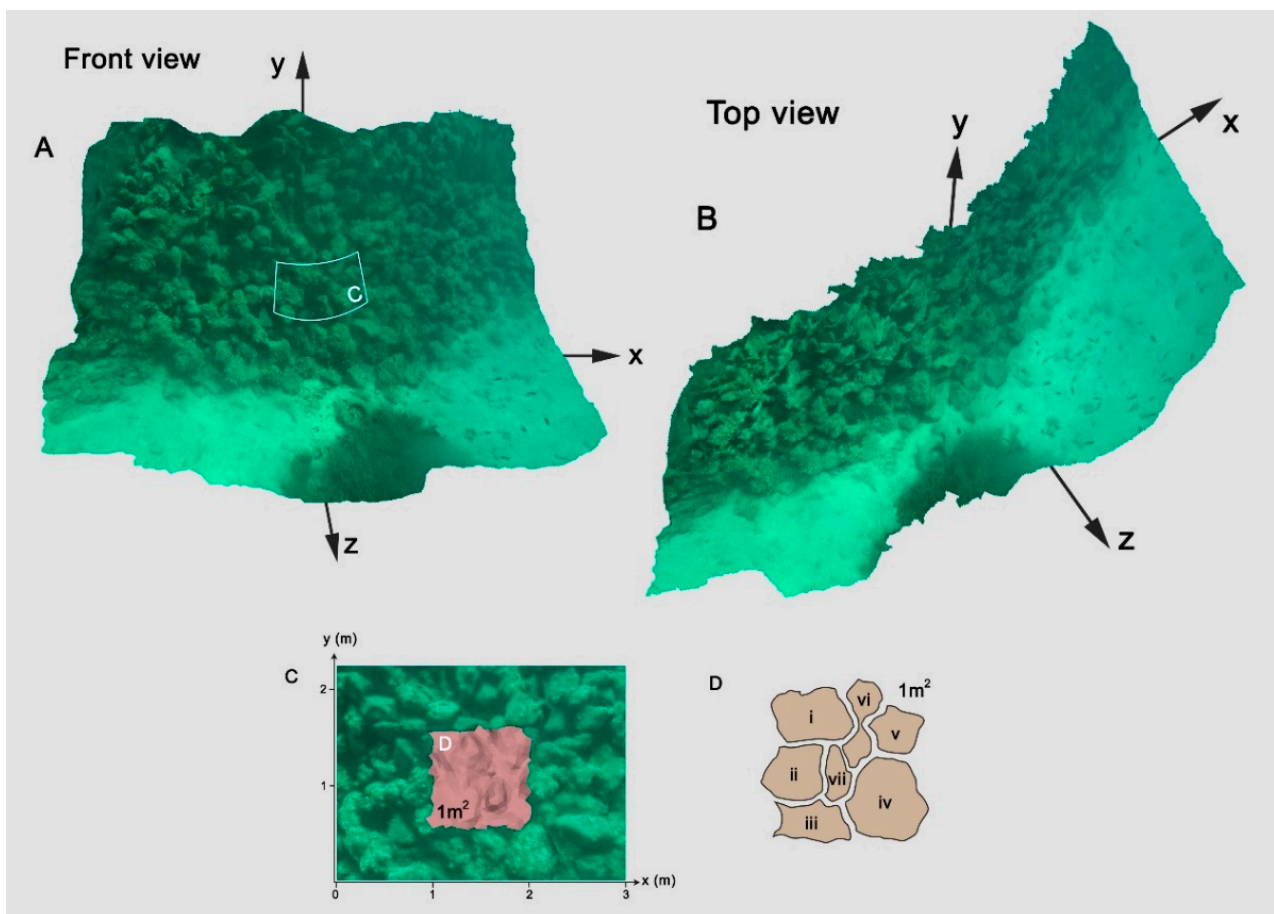 Front view
y
A
C
x
z
Top view
y
x
B
z
C
y (m)
2
1
D
1m²
0
1
2
3
x (m)
D
1m²
i
vi
v
ii
vii
iv
iii